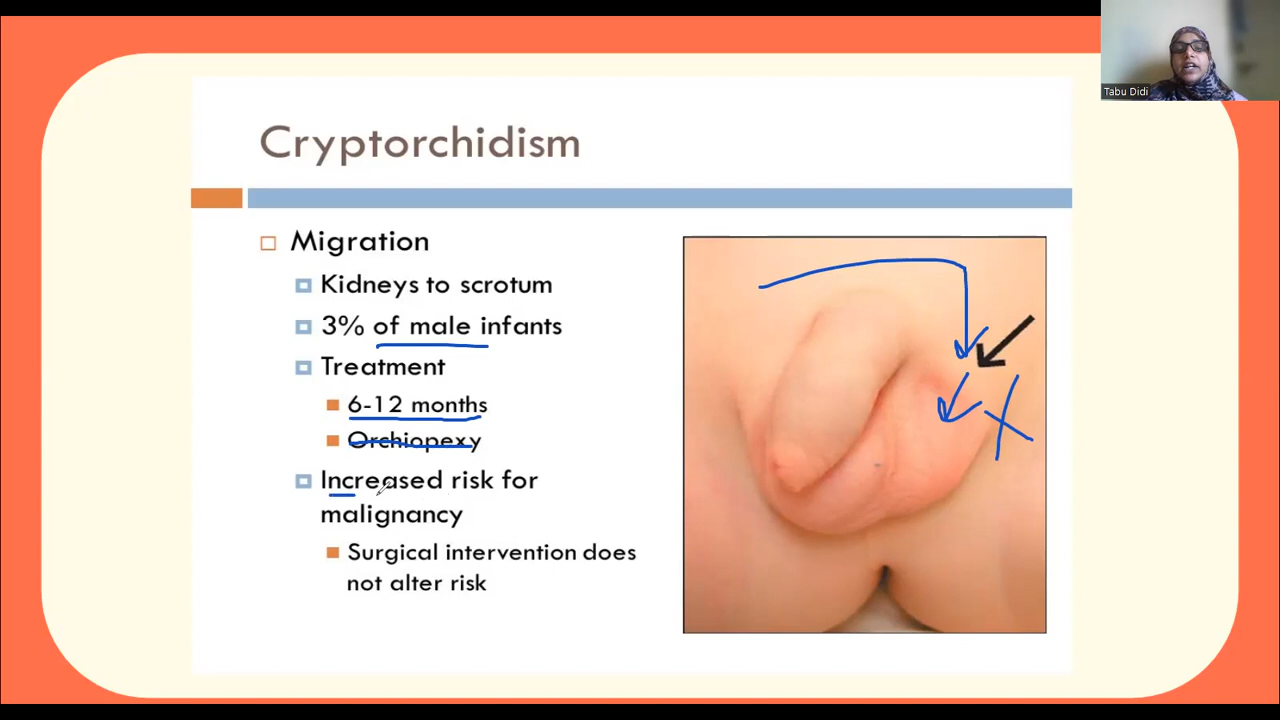 Tabu Didi
Cryptorchidism
Migration
Kidneys to scrotum
3% of male infants
Treatment
6-12 months
Orchiopexy
Increased risk for
malignancy
Surgical intervention does
not alter risk